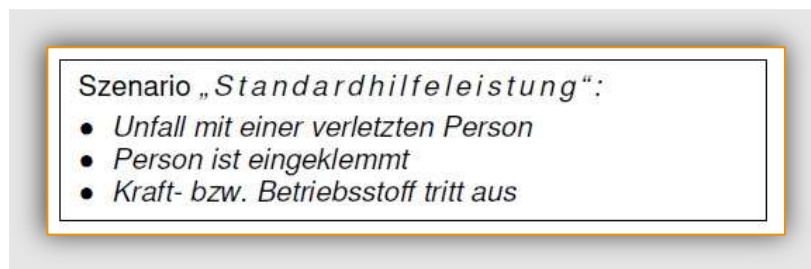 Szenario „Standardhilfeleistung“:
● Unfall mit einer verletzten Person
● Person ist eingeklemmt
● Kraft- bzw. Betriebsstoff tritt aus